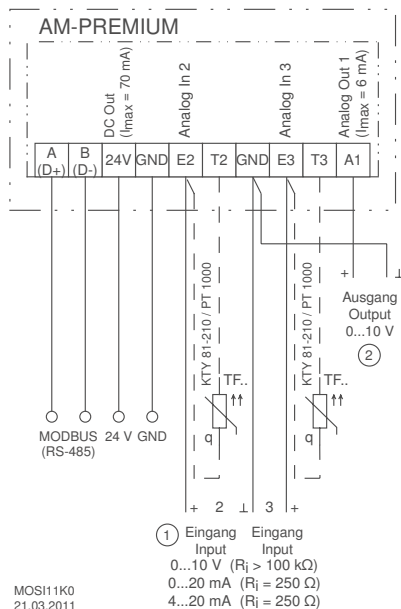 AM-PREMIUM
DC Out
(Imax = 70 mA)
Analog In 2
Analog In 3
Analog Out 1
(Imax = 6 mA)
A
(D+)
B
(D-)
24V
GND
E2
T2
GND
E3
T3
A1
KTY 81-210 / PT 1000
KTY 81-210 / PT 1000
+ ⊥
Ausgang
Output
0...10 V
2
TF..
TF..
q
q
MODBUS
(RS-485)
24 V
GND
+ 2 ⊥ 3 +
1
Eingang
Input
Eingang
Input
0...10 V (Ri > 100 kΩ)
0...20 mA (Ri = 250 Ω)
4...20 mA (Ri = 250 Ω)
MOSI11K0
21.03.2011